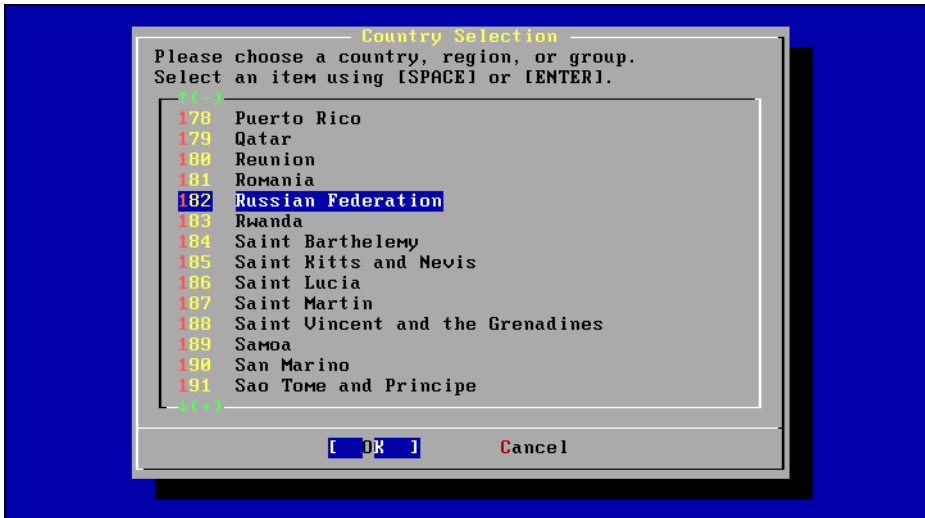 Country Selection
Please choose a country, region, or group.
Select an item using [SPACE] or [ENTER].
↑(-)
178 Puerto Rico
179 Qatar
180 Reunion
181 Romania
182 Russian Federation
183 Rwanda
184 Saint Barthelemy
185 Saint Kitts and Nevis
186 Saint Lucia
187 Saint Martin
188 Saint Vincent and the Grenadines
189 Samoa
190 San Marino
191 Sao Tome and Principe
↓(+)
[ OK ] Cancel